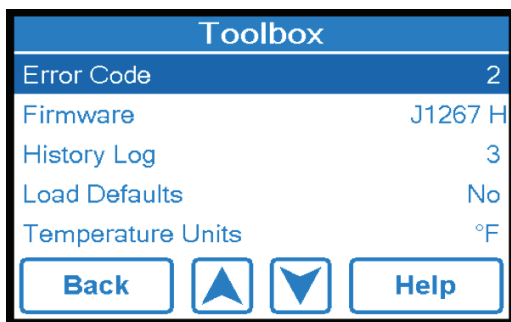 Toolbox
Error Code 2
Firmware J1267 H
History Log 3
Load Defaults No
Temperature Units °F
Back Help